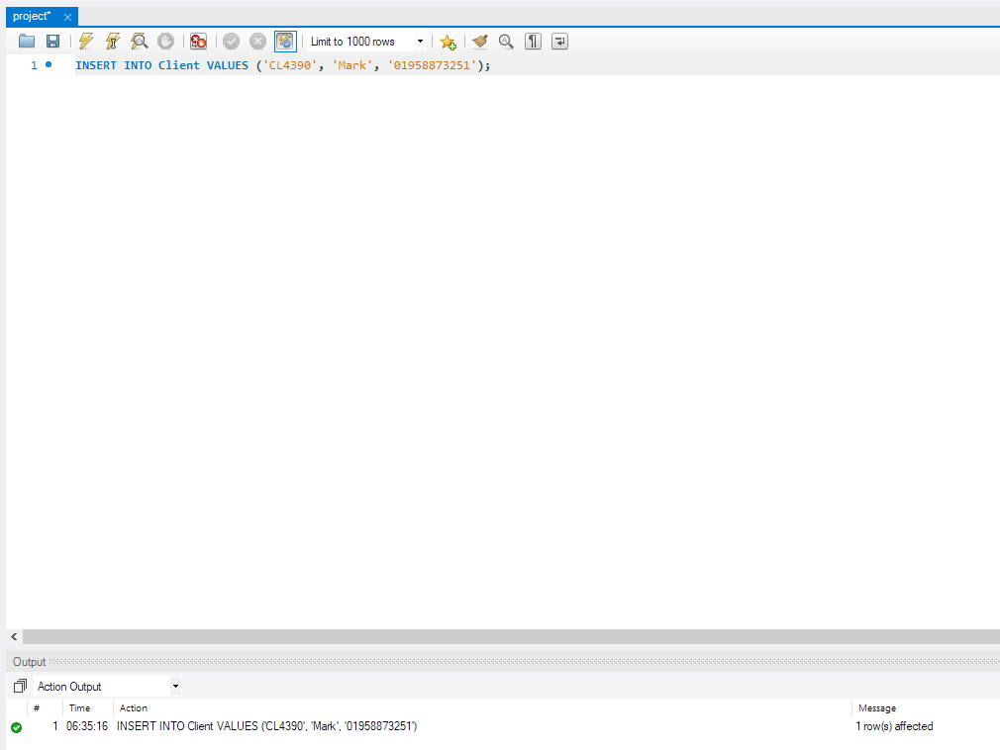 project*
Limit to 1000 rows
1 INSERT INTO Client VALUES ('CL4390', 'Mark', '01958873251');
Output
Action Output
# Time Action Message
1 06:35:16 INSERT INTO Client VALUES ('CL4390', 'Mark', '01958873251') 1 row(s) affected